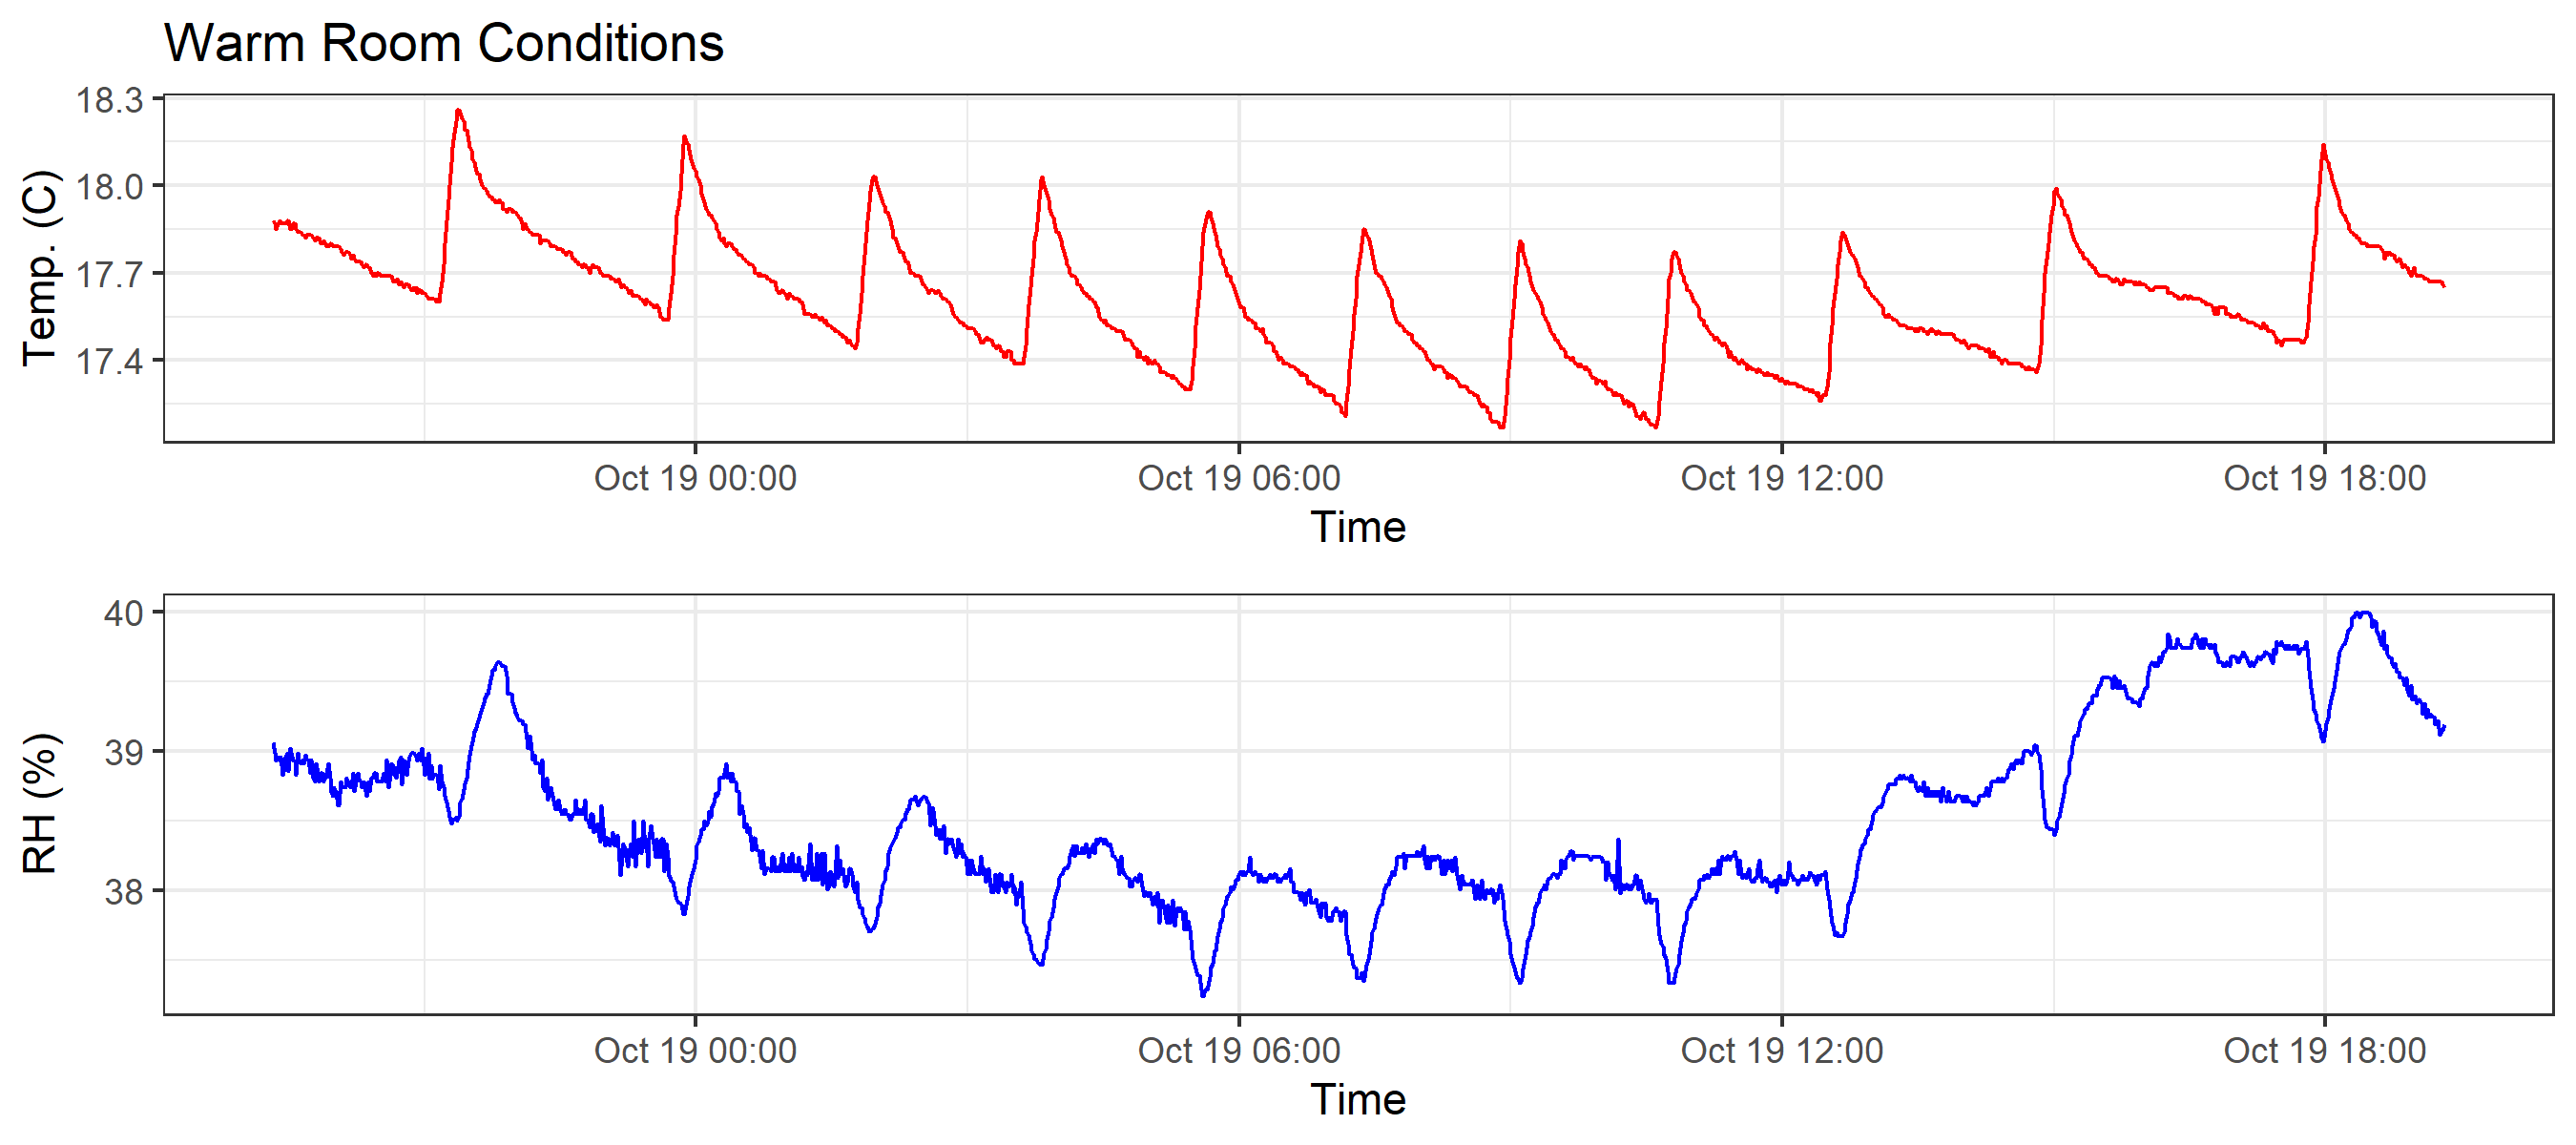 Warm Room Conditions
Temp. (C)
18.3
18.0
17.7
17.4
Oct 19 00:00 Oct 19 06:00 Oct 19 12:00 Oct 19 18:00
Time
RH (%)
40
39
38
Oct 19 00:00 Oct 19 06:00 Oct 19 12:00 Oct 19 18:00
Time